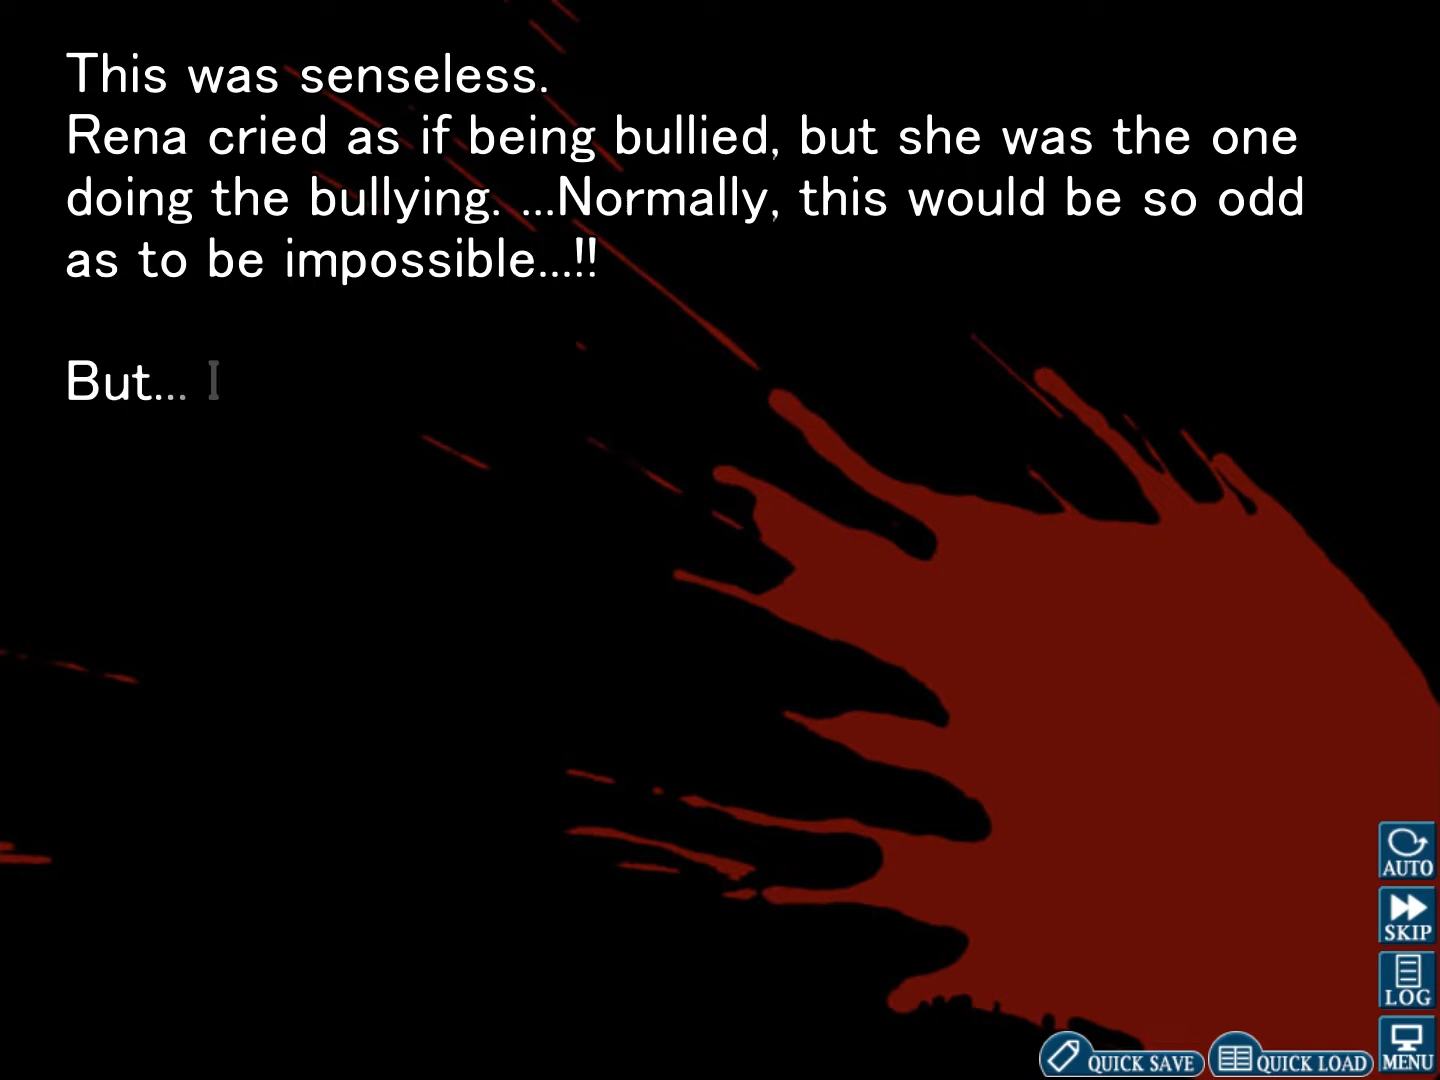 This was senseless.
Rena cried as if being bullied, but she was the one
doing the bullying. ...Normally, this would be so odd
as to be impossible...!!
But... I
AUTO
SKIP
LOG
MENU
QUICK SAVE
QUICK LOAD